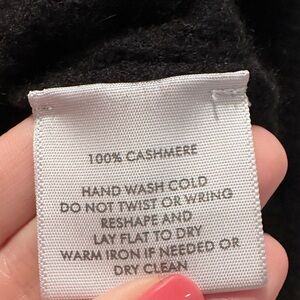 100% CASHMERE
HAND WASH COLD
DO NOT TWIST OR WRING
RESHAPE AND
LAY FLAT TO DRY
WARM IRON IF NEEDED OR
DRY CLEAN